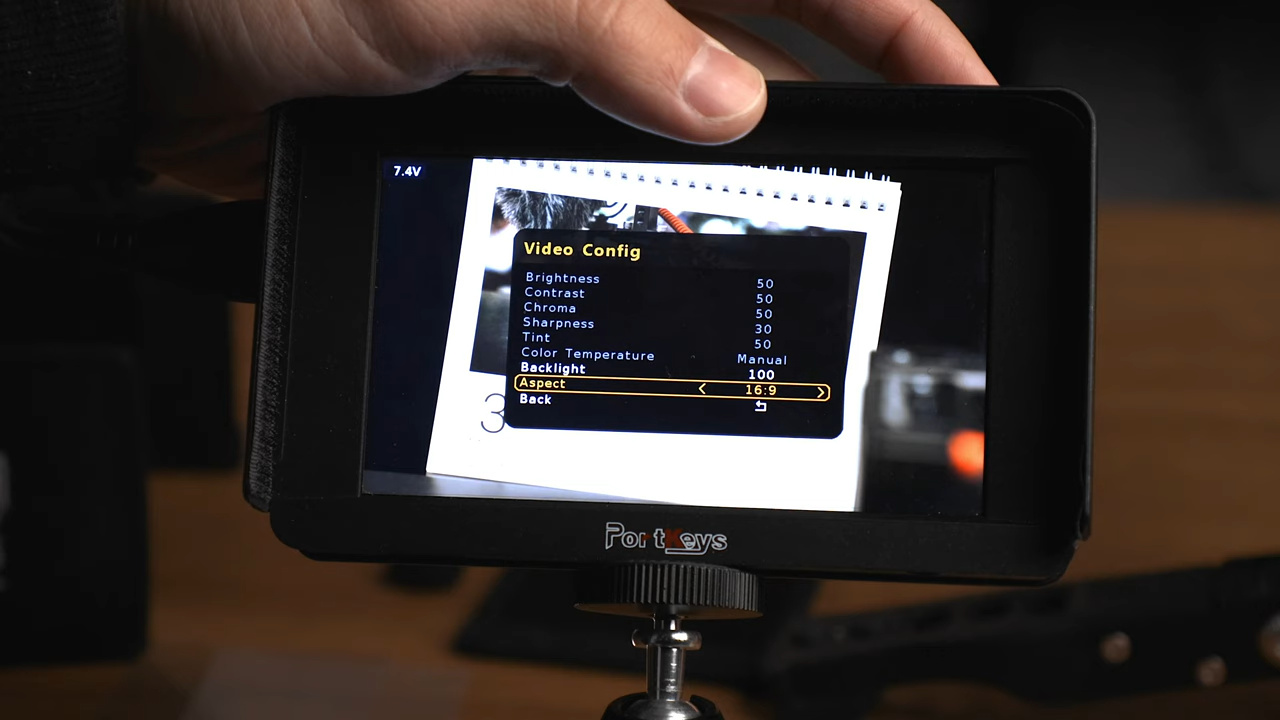 7.4V
Video Config
Brightness 50
Contrast 50
Chroma 50
Sharpness 30
Tint 50
Color Temperature Manual
Backlight 100
Aspect < 16:9 >
Back
3
PortKeys